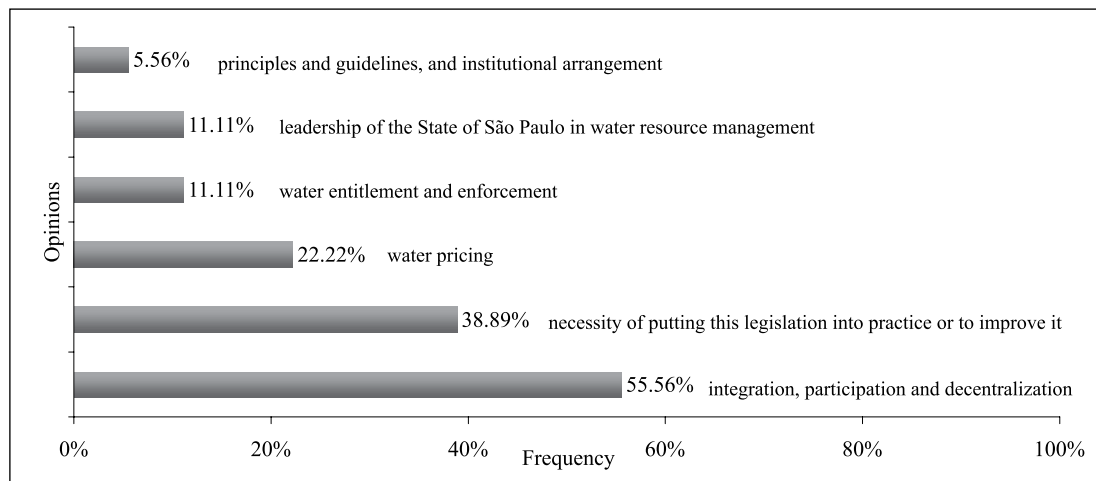 5.56% principles and guidelines, and institutional arrangement
11.11% leadership of the State of São Paulo in water resource management
11.11% water entitlement and enforcement
Opinions
22.22% water pricing
38.89% necessity of putting this legislation into practice or to improve it
55.56% integration, participation and decentralization
0% 20% 40% 60% 80% 100%
Frequency